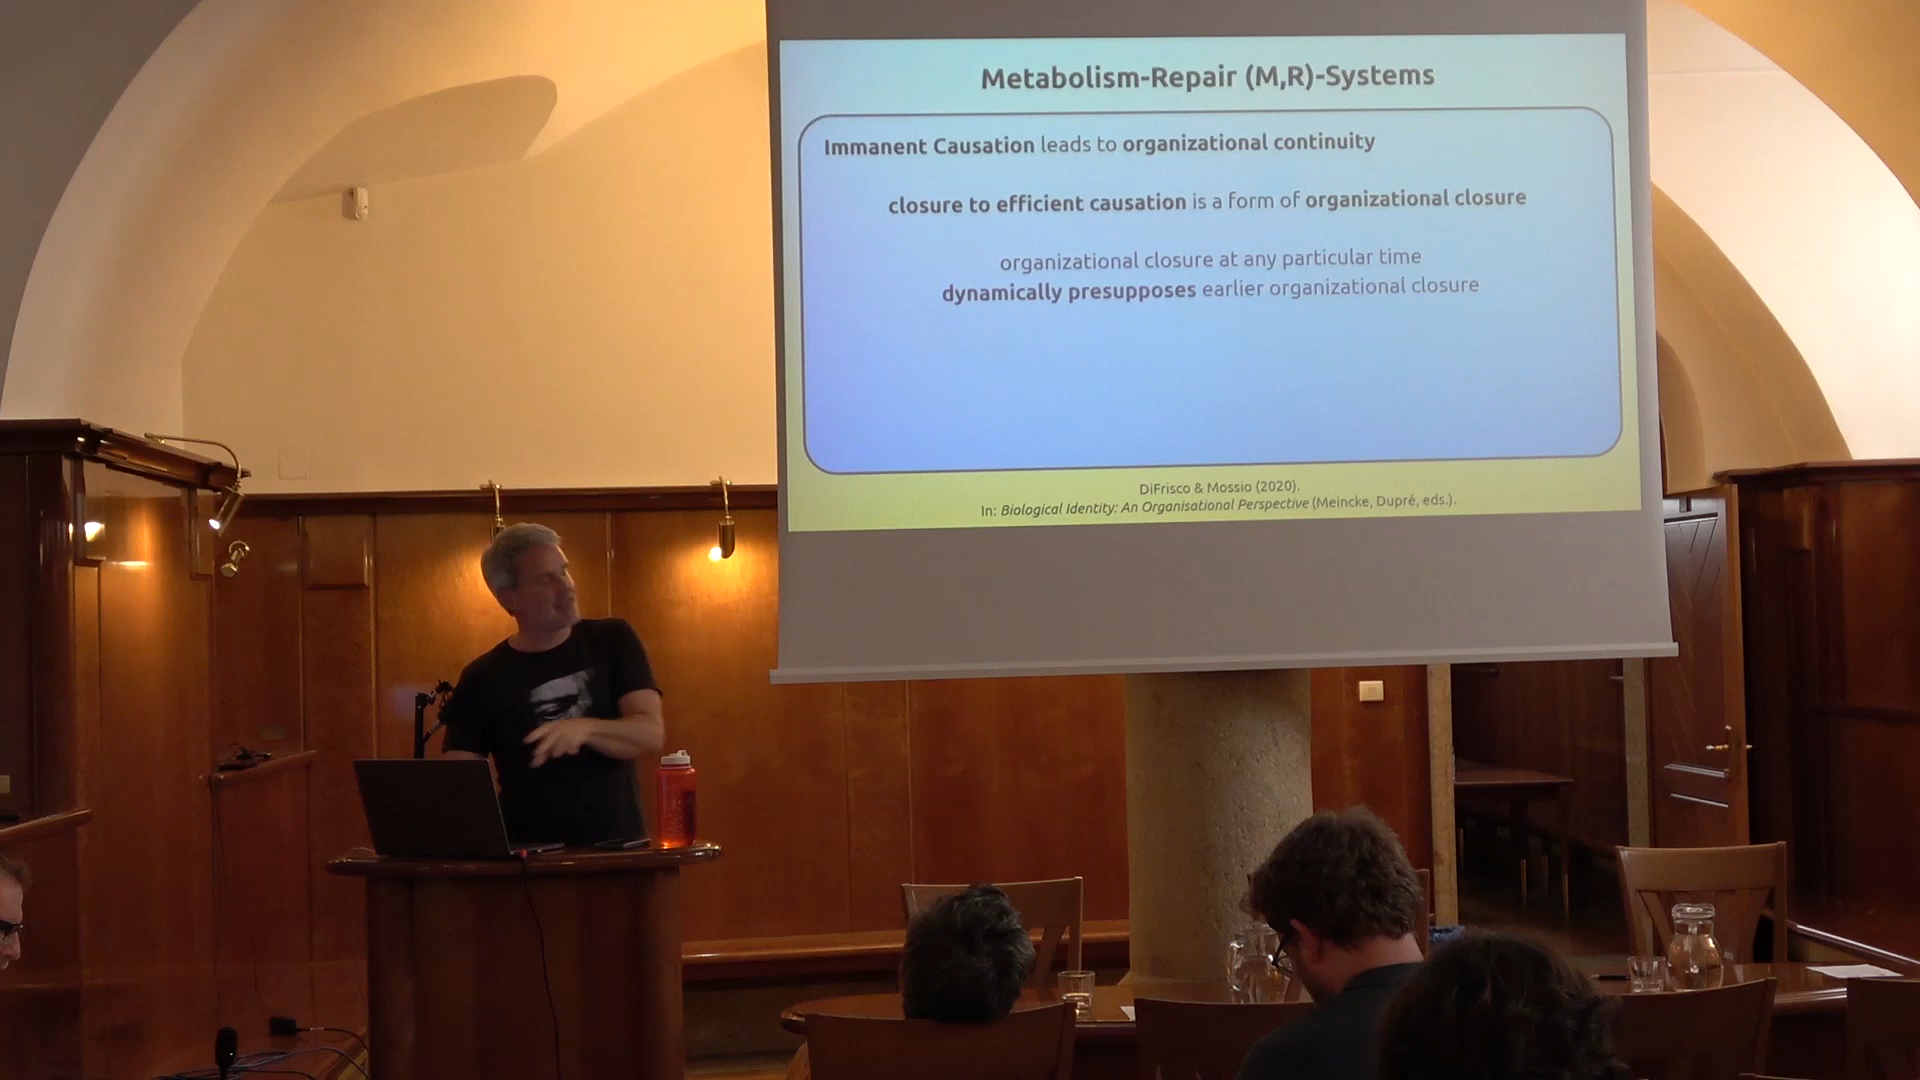 Metabolism-Repair (M,R)-Systems
Immanent Causation leads to organizational continuity
closure to efficient causation is a form of organizational closure
organizational closure at any particular time
dynamically presupposes earlier organizational closure
DiFrisco & Mossio (2020).
In: Biological Identity: An Organisational Perspective (Meincke, Dupré, eds.).